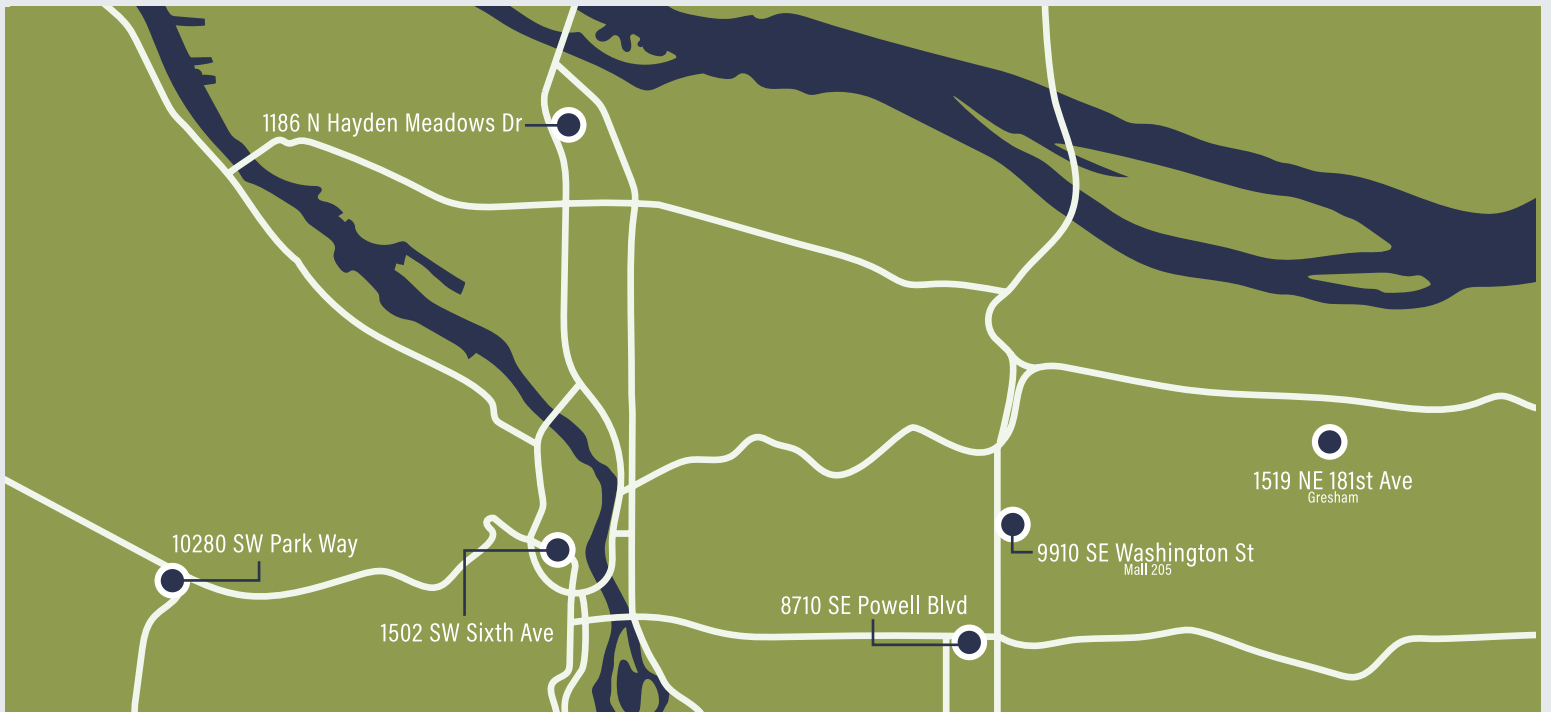 1186 N Hayden Meadows Dr
1519 NE 181st Ave
Gresham
10280 SW Park Way
9910 SE Washington St
Mall 205
8710 SE Powell Blvd
1502 SW Sixth Ave